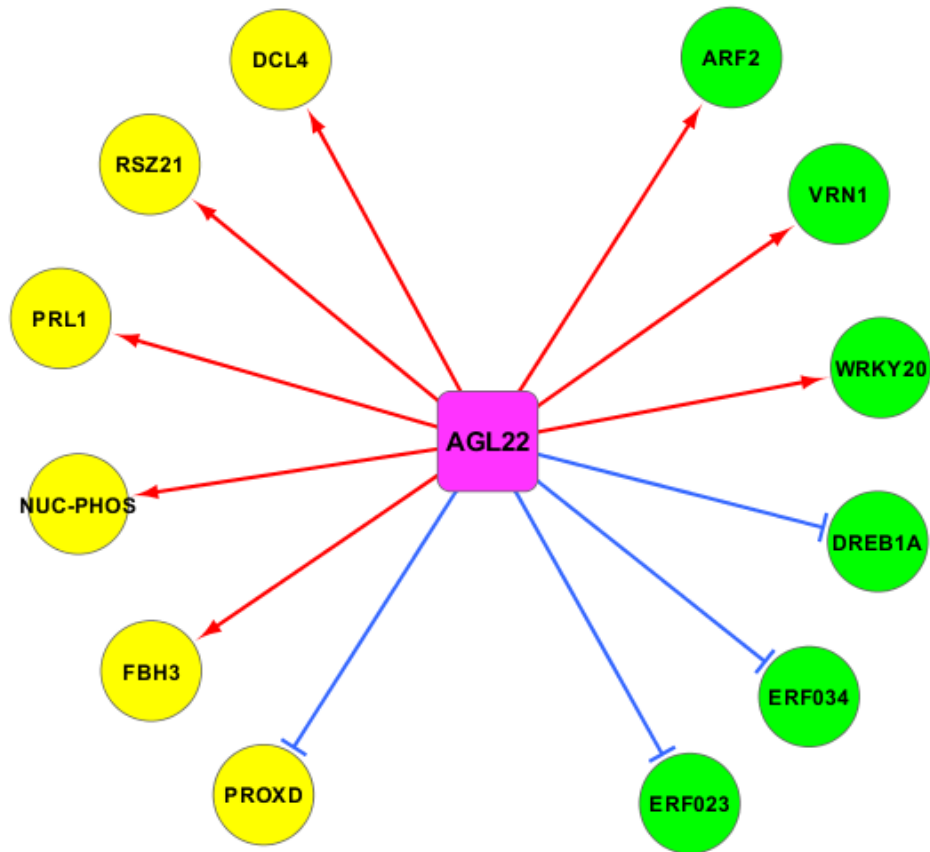 DCL4
ARF2
RSZ21
VRN1
PRL1
WRKY20
AGL22
NUC-PHOS
DREB1A
FBH3
ERF034
PROXD
ERF023